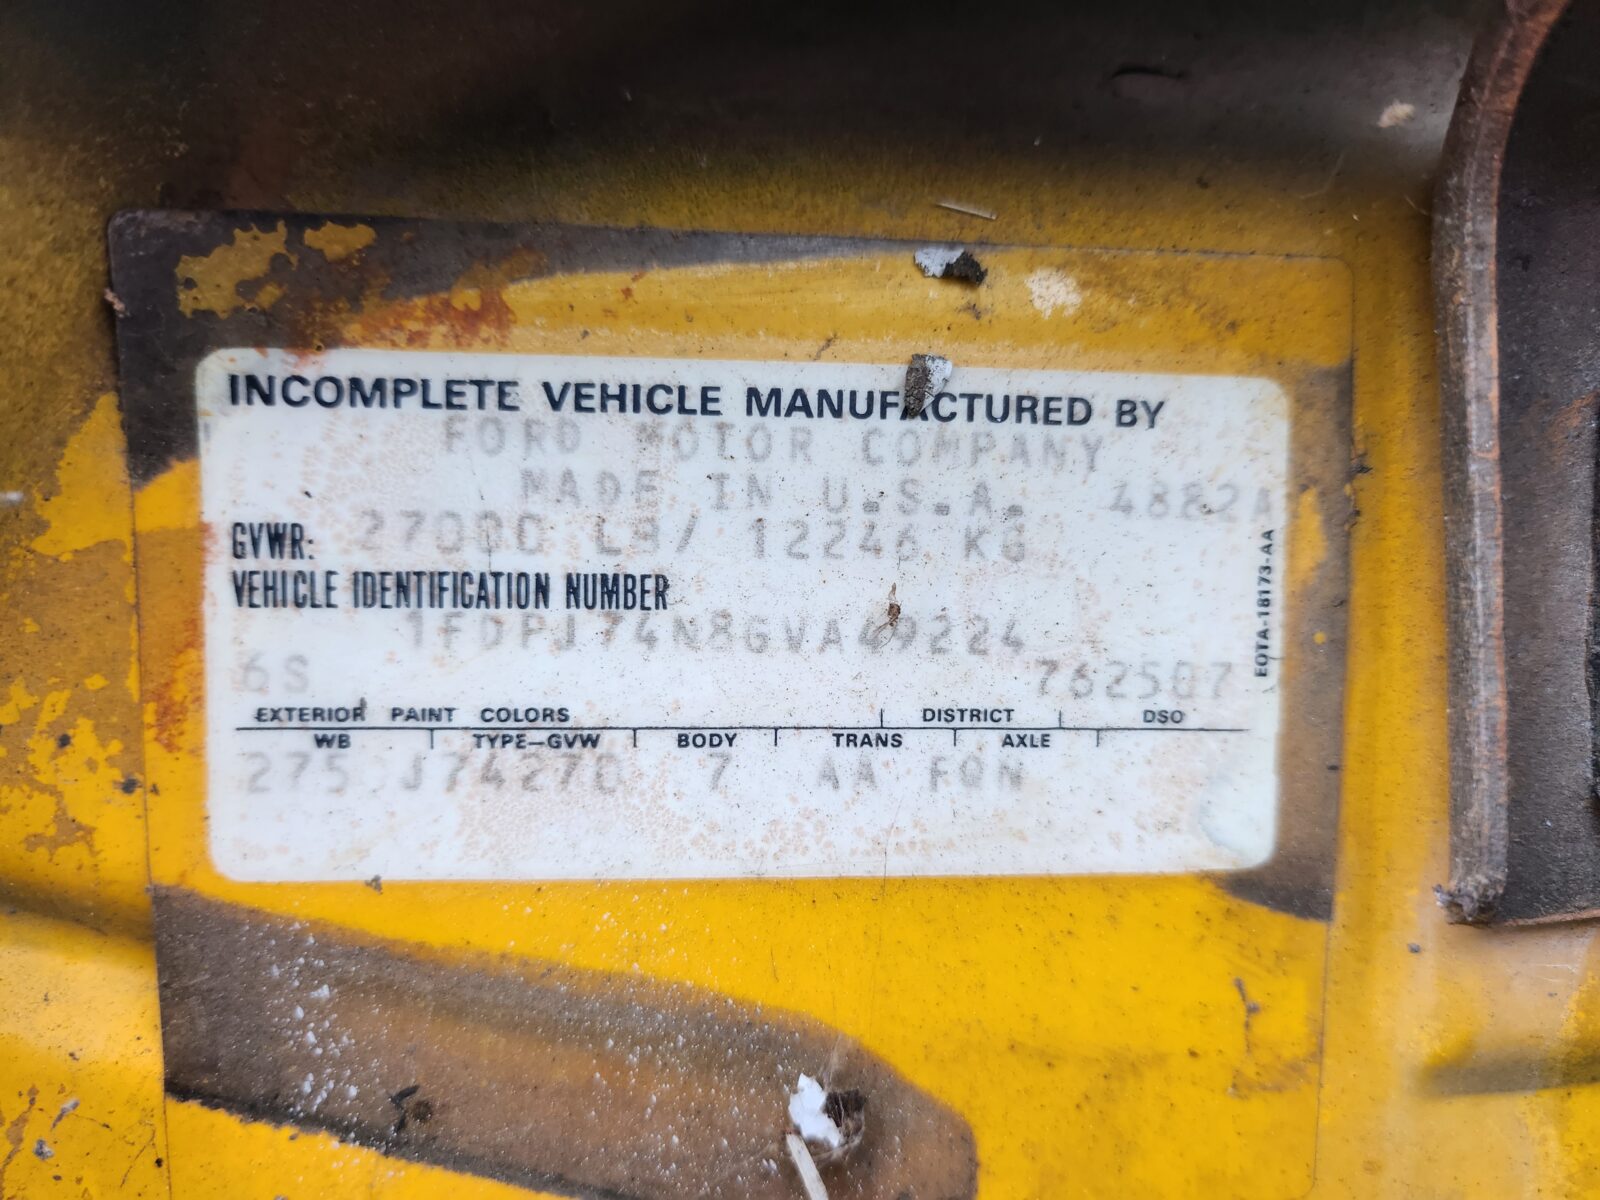 INCOMPLETE VEHICLE MANUFACTURED BY
FORD MOTOR COMPANY
MADE IN U.S.A. 4882A
GVWR: 27000 LB/ 12246 KG
VEHICLE IDENTIFICATION NUMBER
1FDPJ74N8GVA49224
6S 762507
EXTERIOR PAINT COLORS DISTRICT DSO
WB TYPE-GVW BODY TRANS AXLE
275 J74270 7 AA FQN
EOTA-18173-AA